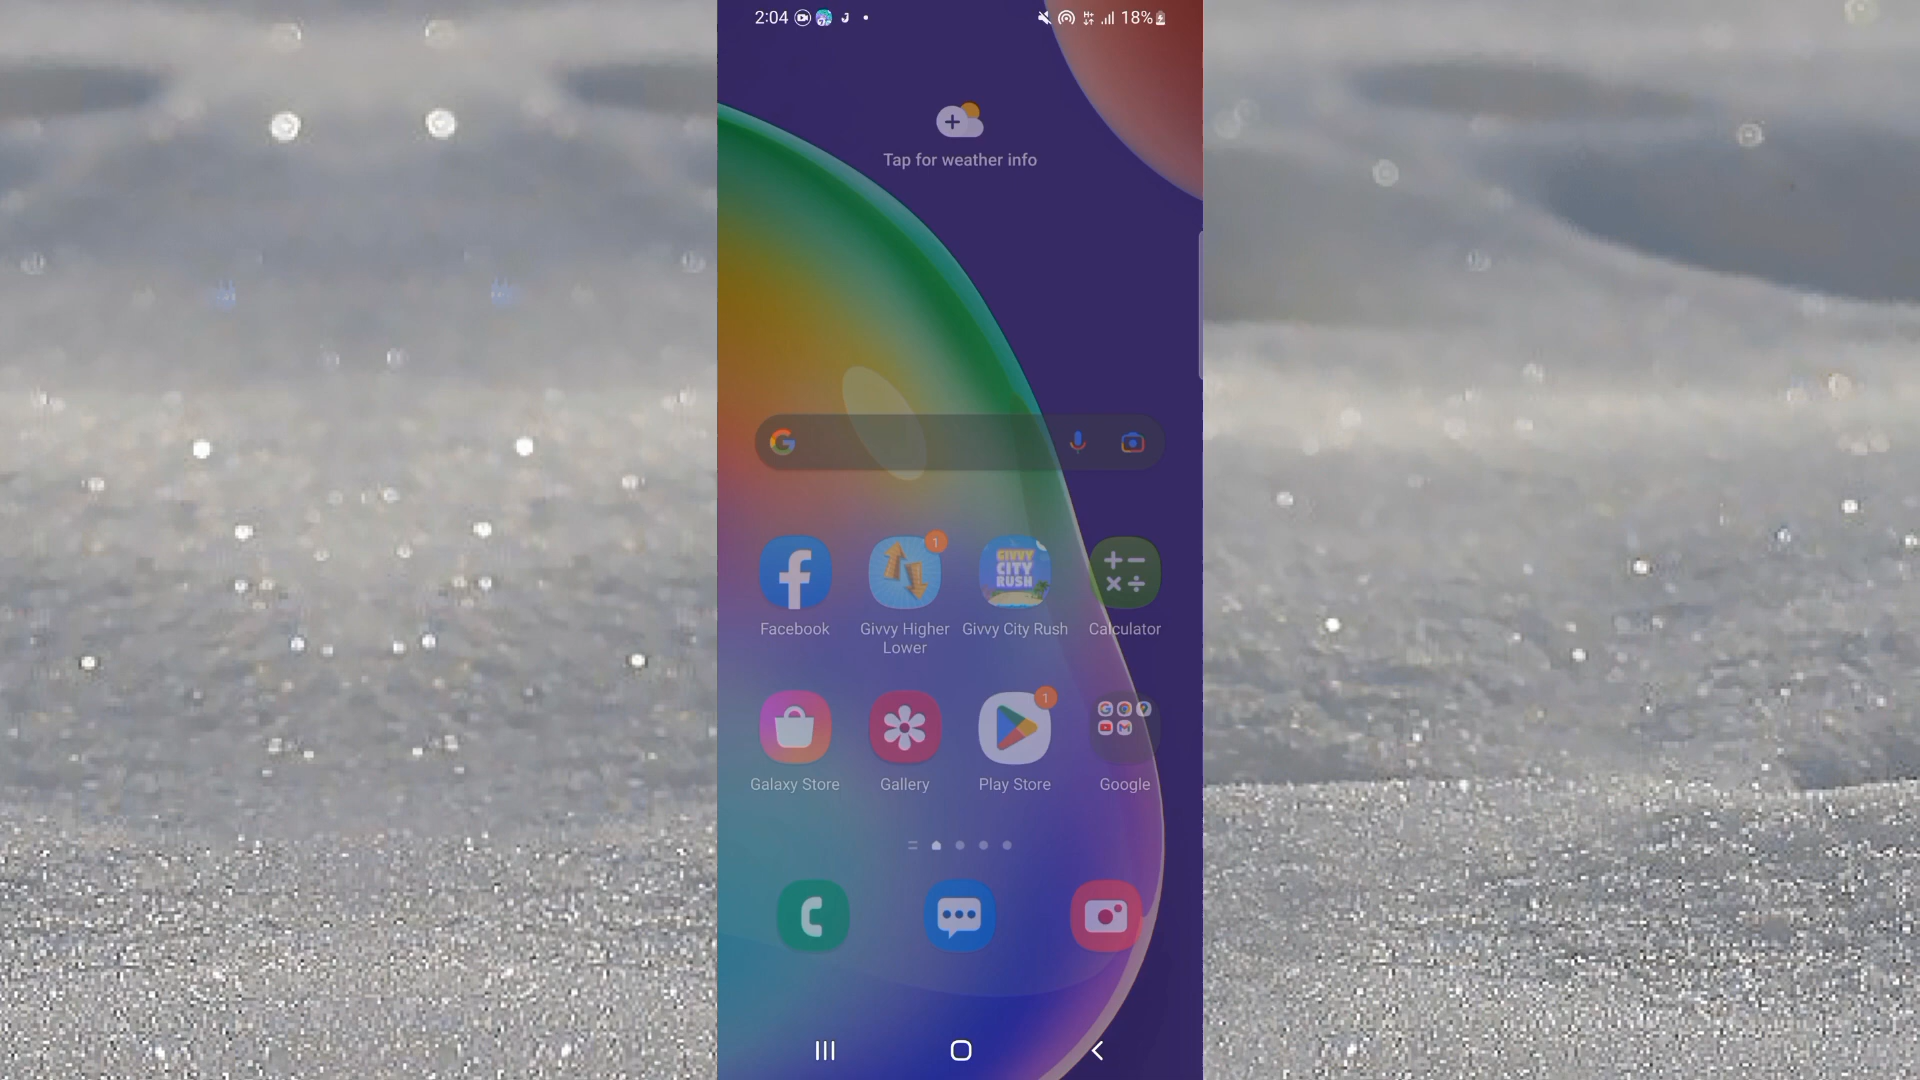 2:04
18%
Tap for weather info
1
GIVVY
CITY
RUSH
Facebook
Givvy Higher
Lower
Givvy City Rush
Calculator
1
Galaxy Store
Gallery
Play Store
Google